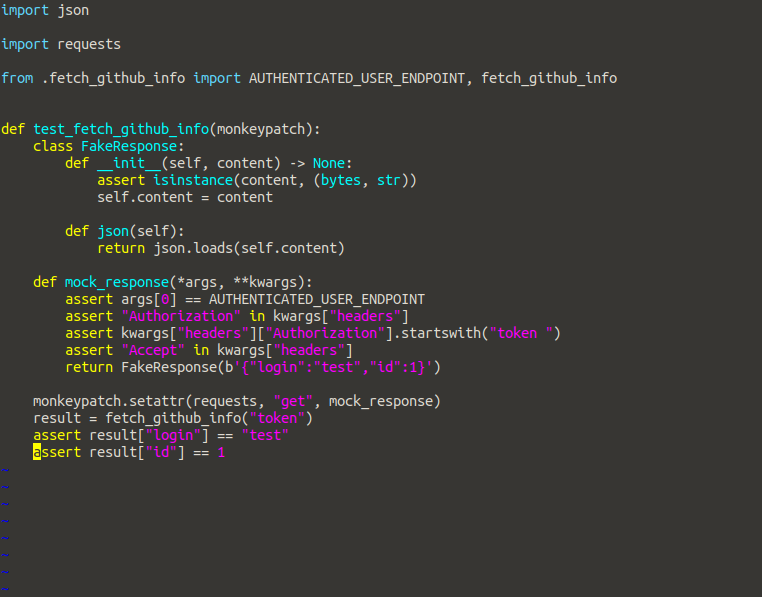 import json

import requests

from .fetch_github_info import AUTHENTICATED_USER_ENDPOINT, fetch_github_info


def test_fetch_github_info(monkeypatch):
    class FakeResponse:
        def __init__(self, content) -> None:
            assert isinstance(content, (bytes, str))
            self.content = content

        def json(self):
            return json.loads(self.content)

    def mock_response(*args, **kwargs):
        assert args[0] == AUTHENTICATED_USER_ENDPOINT
        assert "Authorization" in kwargs["headers"]
        assert kwargs["headers"]["Authorization"].startswith("token ")
        assert "Accept" in kwargs["headers"]
        return FakeResponse(b'{"login":"test","id":1}')

    monkeypatch.setattr(requests, "get", mock_response)
    result = fetch_github_info("token")
    assert result["login"] == "test"
    assert result["id"] == 1
~
~
~
~
~
~
~
~